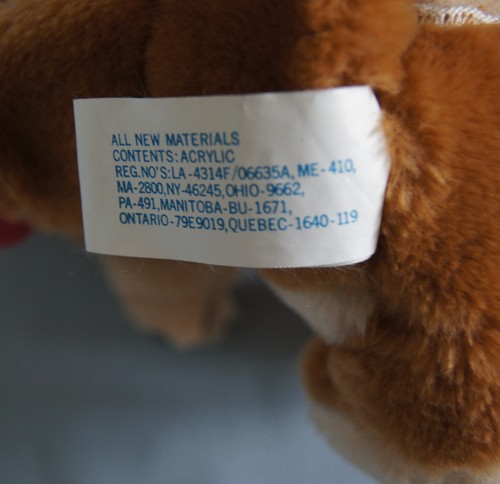 ALL NEW MATERIALS
CONTENTS: ACRYLIC
REG.NO'S:LA-4314F/06635A, ME-410,
MA-2800,NY-46245,OHIO-9662,
PA-491,MANITOBA-BU-1671,
ONTARIO-79E9019,QUEBEC-1640-119